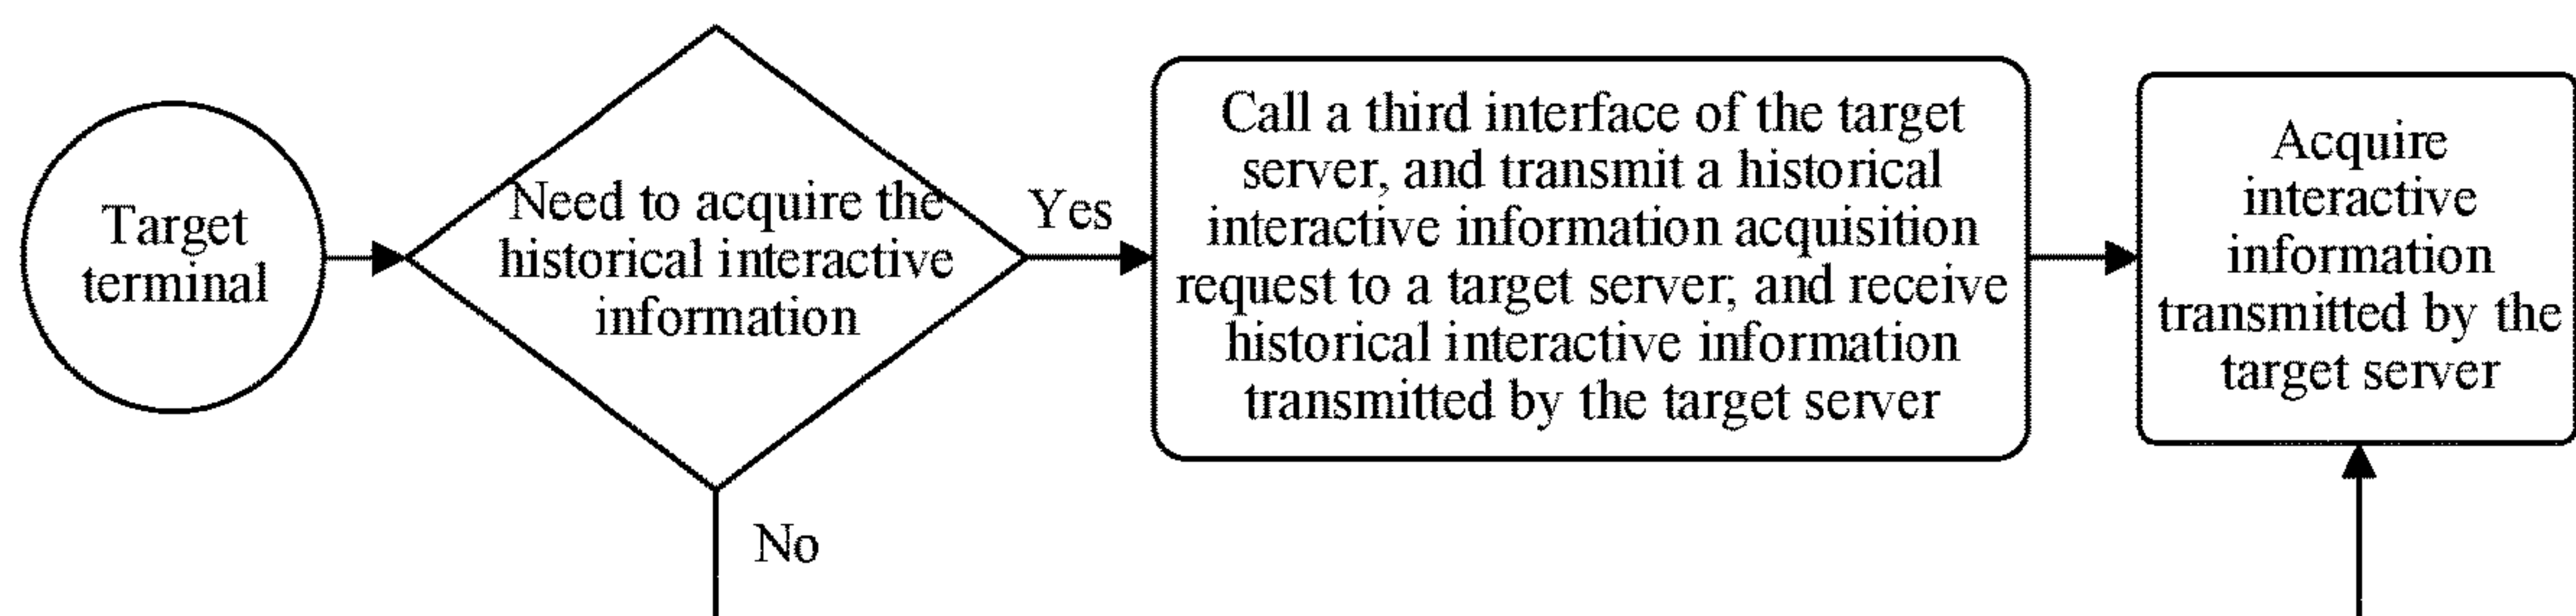 Target
terminal
Need to acquire the
historical interactive
information
Yes
No
Call a third interface of the target
server, and transmit a historical
interactive information acquisition
request to a target server; and receive
historical interactive information
transmitted by the target server
Acquire
interactive
information
transmitted by the
target server